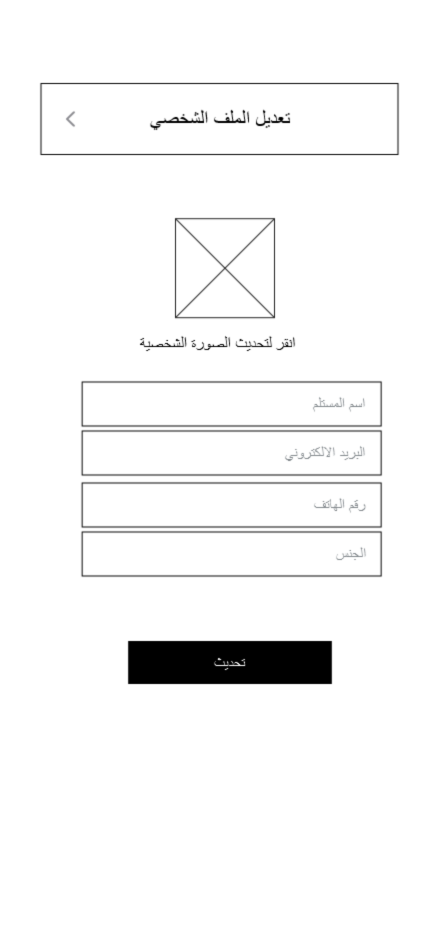 تعديل الملف الشخصي
انقر لتحديث الصورة الشخصية
اسم المستلم
البريد الالكتروني
رقم الهاتف
الجنس
تحديث